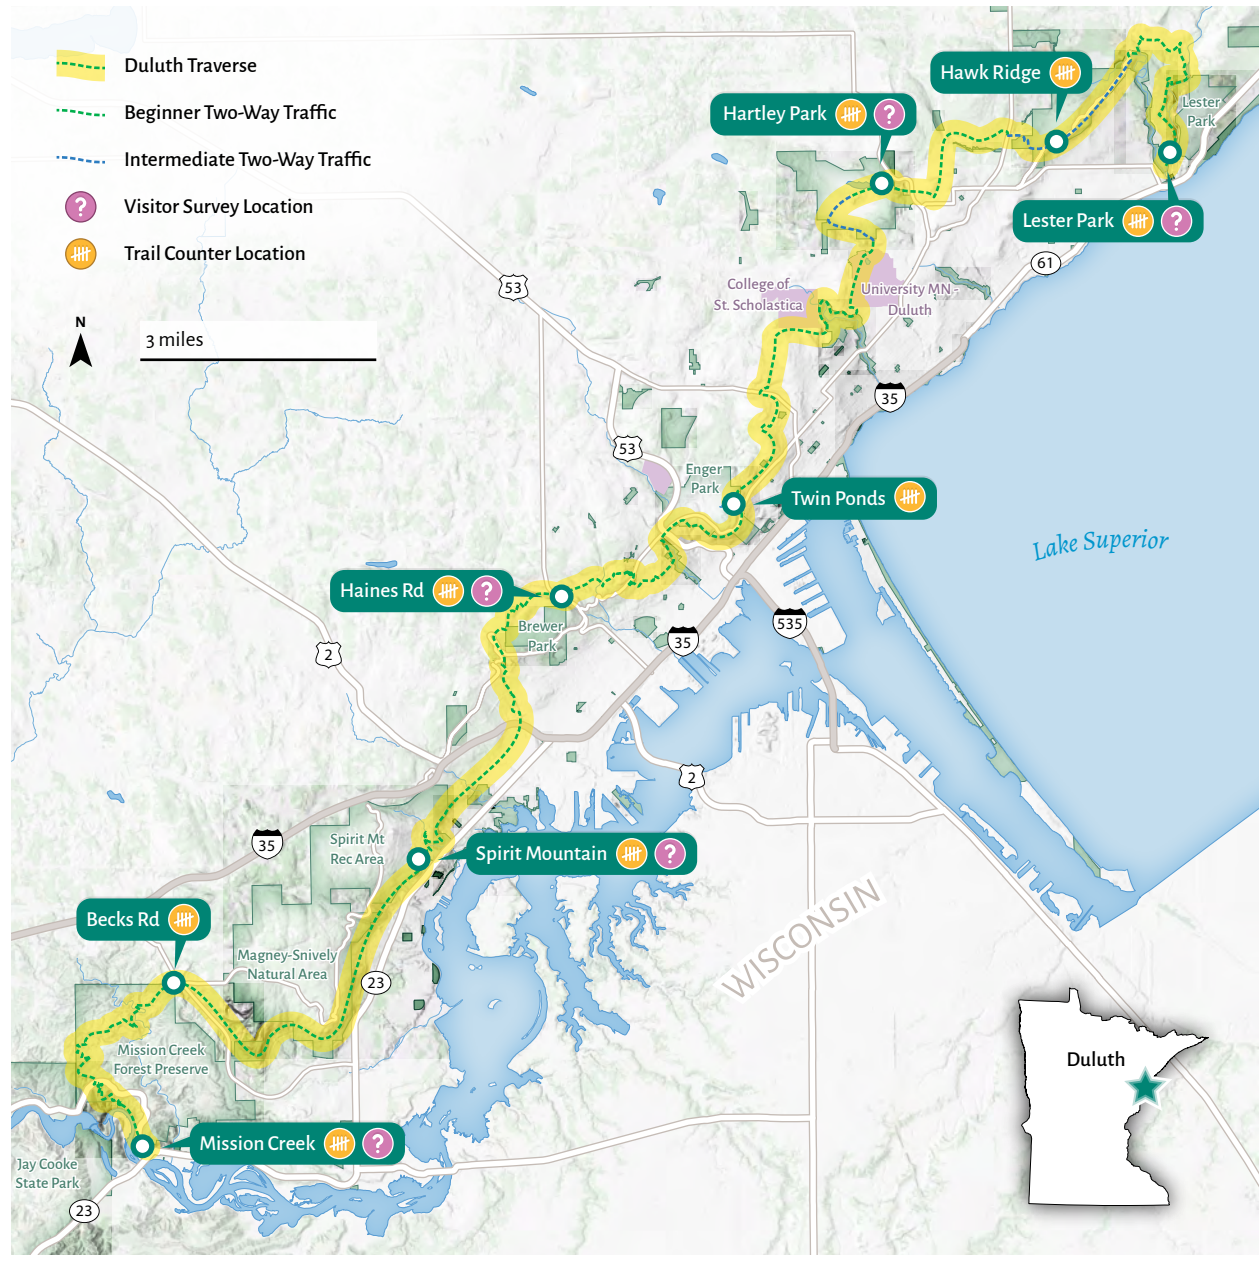 Duluth Traverse
Beginner Two-Way Traffic
Intermediate Two-Way Traffic
? Visitor Survey Location
Trail Counter Location
N
3 miles
Hawk Ridge
Hartley Park ?
Lester
Park
Lester Park ?
61
53
College of
St. Scholastica
University MN -
Duluth
35
53
Enger
Park
Twin Ponds
Lake Superior
Haines Rd ?
Brewer
Park
535
35
2
2
35
Spirit Mt
Rec Area
Spirit Mountain ?
Becks Rd
WISCONSIN
Magney-Snively
Natural Area
23
Mission Creek
Forest Preserve
Duluth
Mission Creek ?
Jay Cooke
State Park
23